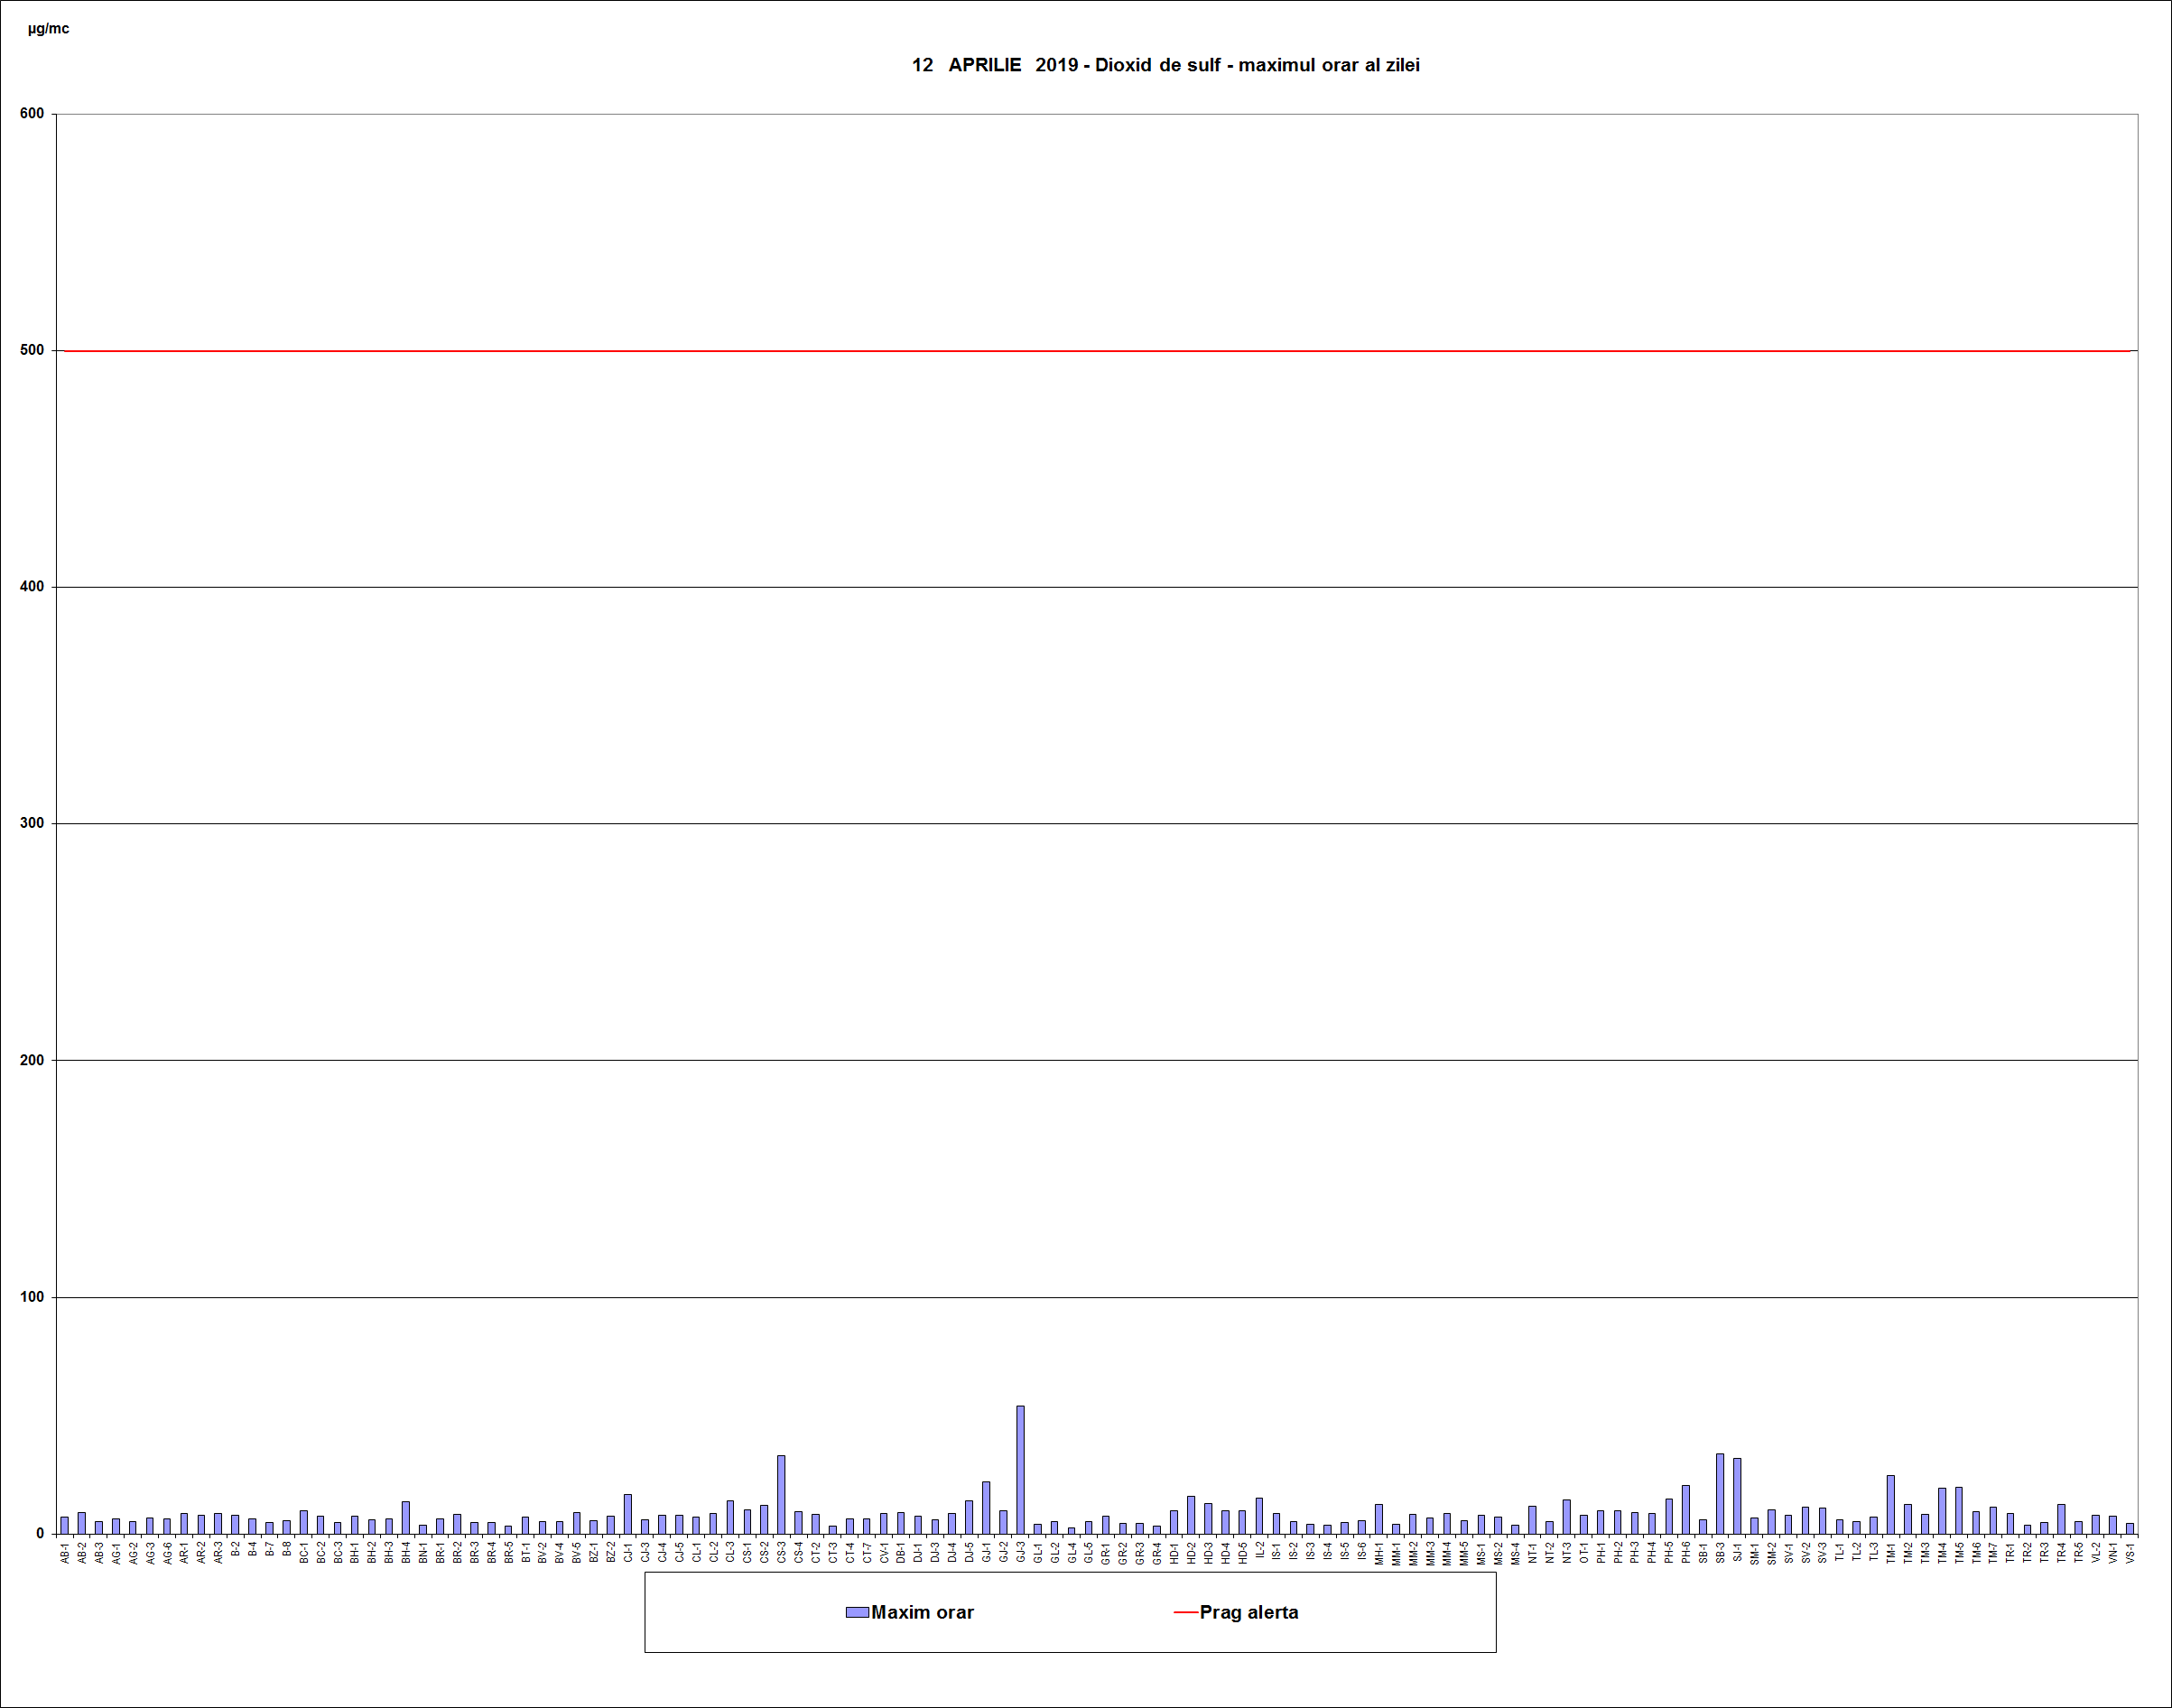 µg/mc
12 APRILIE 2019 - Dioxid de sulf - maximul orar al zilei
600
500
400
300
200
100
0
AB-1
AB-2
AB-3
AG-1
AG-2
AG-3
AG-6
AR-1
AR-2
AR-3
B-2
B-4
B-7
B-8
BC-1
BC-2
BC-3
BH-1
BH-2
BH-3
BH-4
BN-1
BR-1
BR-2
BR-3
BR-4
BR-5
BT-1
BV-2
BV-4
BV-5
BZ-1
BZ-2
CJ-1
CJ-3
CJ-4
CJ-5
CL-1
CL-2
CL-3
CS-1
CS-2
CS-3
CS-4
CT-2
CT-3
CT-4
CT-7
CV-1
DB-1
DJ-1
DJ-3
DJ-4
DJ-5
GJ-1
GJ-2
GJ-3
GL-1
GL-2
GL-4
GL-5
GR-1
GR-2
GR-3
GR-4
HD-1
HD-2
HD-3
HD-4
HD-5
IL-2
IS-1
IS-2
IS-3
IS-4
IS-5
IS-6
MH-1
MM-1
MM-2
MM-3
MM-4
MM-5
MS-1
MS-2
MS-4
NT-1
NT-2
NT-3
OT-1
PH-1
PH-2
PH-3
PH-4
PH-5
PH-6
SB-1
SB-3
SJ-1
SM-1
SM-2
SV-1
SV-2
SV-3
TL-1
TL-2
TL-3
TM-1
TM-2
TM-3
TM-4
TM-5
TM-6
TM-7
TR-1
TR-2
TR-3
TR-4
TR-5
VL-2
VN-1
VS-1
Maxim orar
Prag alerta